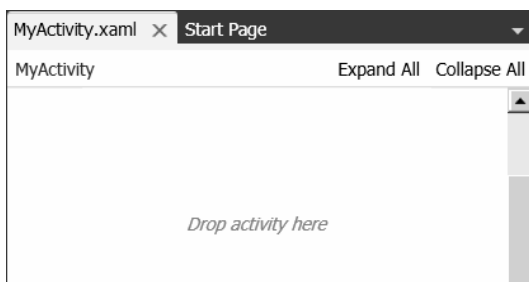 MyActivity.xaml Start Page
MyActivity Expand All Collapse All
Drop activity here